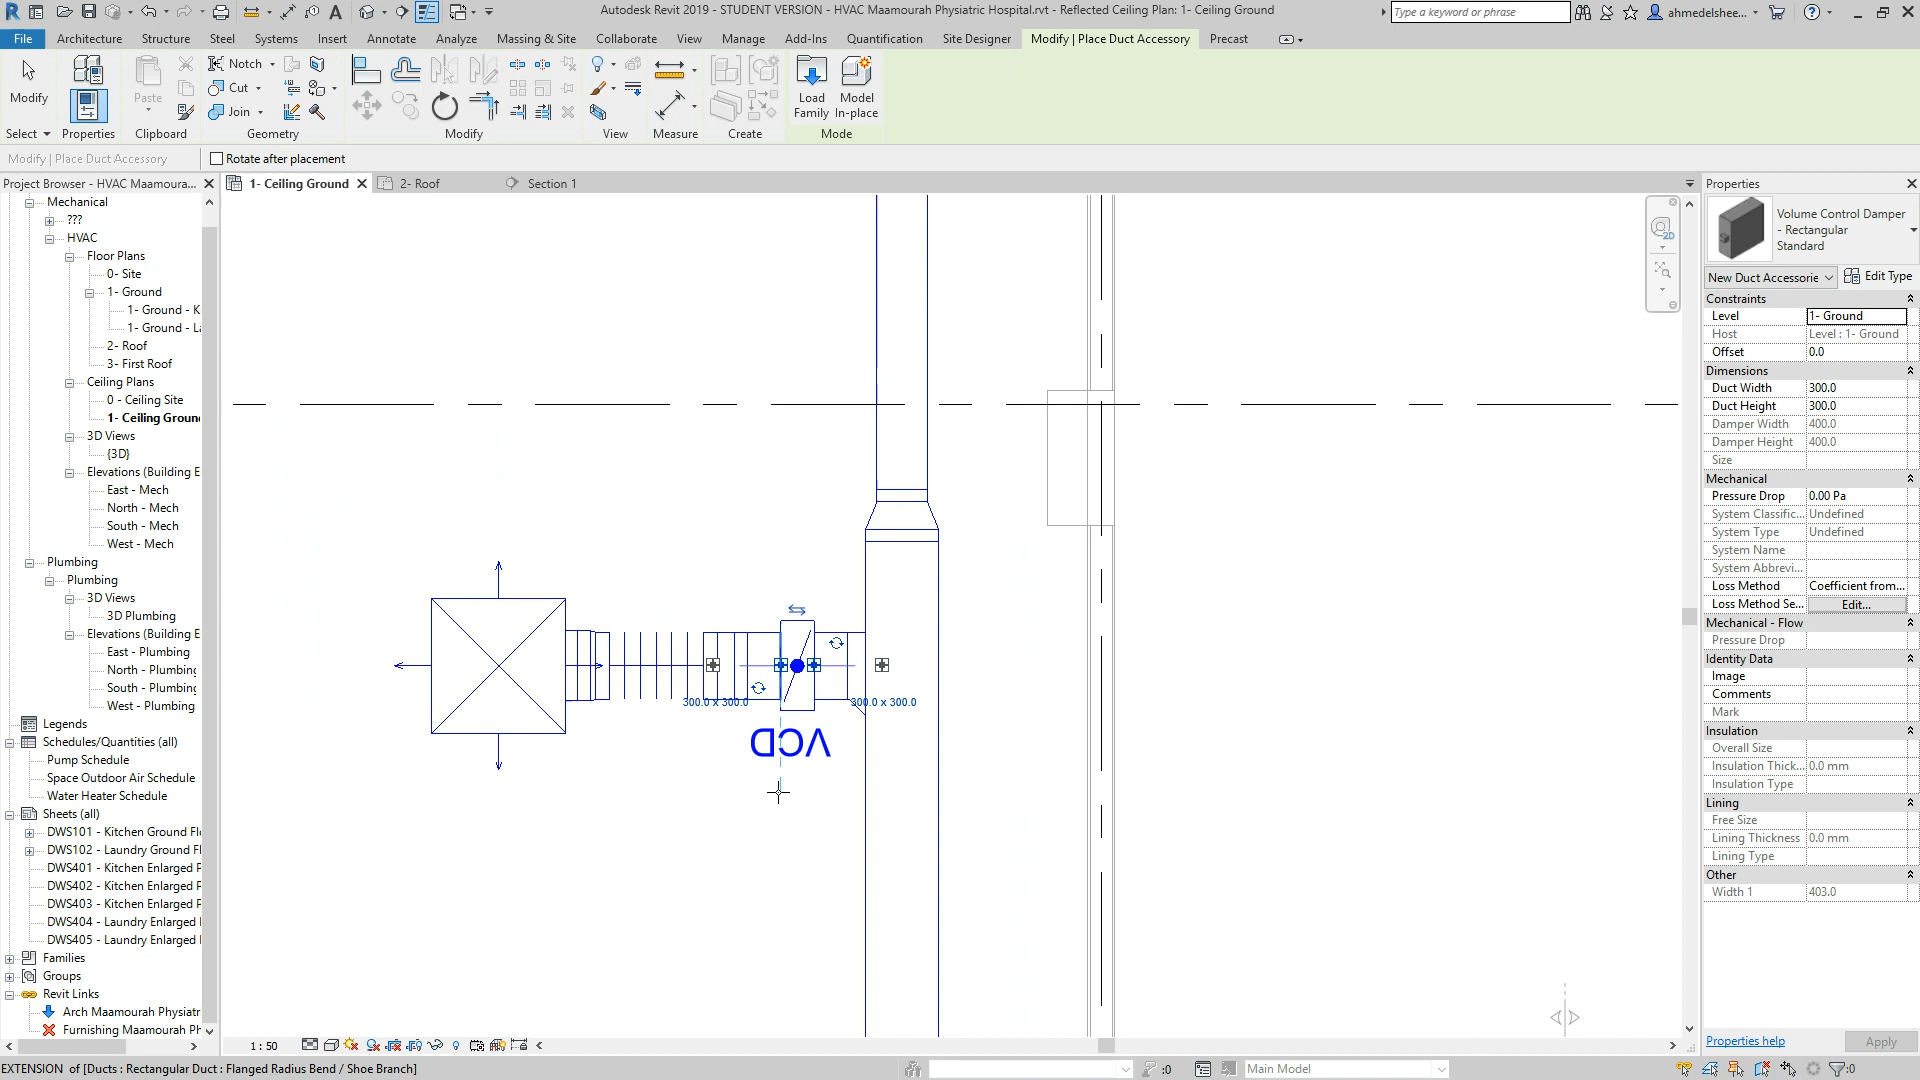 Autodesk Revit 2019 - STUDENT VERSION - HVAC Maamourah Physiatric Hospital.rvt - Reflected Ceiling Plan: 1- Ceiling Ground
Type a keyword or phrase
ahmedelshee...
File Architecture Structure Steel Systems Insert Annotate Analyze Massing & Site Collaborate View Manage Add-Ins Quantification Site Designer Modify | Place Duct Accessory Precast
Modify
Paste
Notch
Cut
Join
Load Family
Model In-place
Select Properties Clipboard Geometry Modify View Measure Create Mode
Modify | Place Duct Accessory
Rotate after placement
Project Browser - HVAC Maamoura...
1- Ceiling Ground
2- Roof
Section 1
Properties
Mechanical
???
HVAC
Floor Plans
0- Site
1- Ground
1- Ground - K
1- Ground - La
2- Roof
3- First Roof
Ceiling Plans
0 - Ceiling Site
1- Ceiling Groun
3D Views
{3D}
Elevations (Building E
East - Mech
North - Mech
South - Mech
West - Mech
Plumbing
Plumbing
3D Views
3D Plumbing
Elevations (Building E
East - Plumbing
North - Plumbing
South - Plumbing
West - Plumbing
Legends
Schedules/Quantities (all)
Pump Schedule
Space Outdoor Air Schedule
Water Heater Schedule
Sheets (all)
DWS101 - Kitchen Ground Fl
DWS102 - Laundry Ground F
DWS401 - Kitchen Enlarged P
DWS402 - Kitchen Enlarged P
DWS403 - Kitchen Enlarged P
DWS404 - Laundry Enlarged
DWS405 - Laundry Enlarged
Families
Groups
Revit Links
Arch Maamourah Physiatr
Furnishing Maamourah Ph
300.0 x 300.0
300.0 x 300.0
VCD
2D
Volume Control Damper - Rectangular
Standard
New Duct Accessorie
Edit Type
Constraints
Level 1- Ground
Host Level : 1- Ground
Offset 0.0
Dimensions
Duct Width 300.0
Duct Height 300.0
Damper Width 400.0
Damper Height 400.0
Size
Mechanical
Pressure Drop 0.00 Pa
System Classific... Undefined
System Type Undefined
System Name
System Abbrevi...
Loss Method Coefficient from...
Loss Method Se... Edit...
Mechanical - Flow
Pressure Drop
Identity Data
Image
Comments
Mark
Insulation
Overall Size
Insulation Thick... 0.0 mm
Insulation Type
Lining
Free Size
Lining Thickness 0.0 mm
Lining Type
Other
Width 1 403.0
Properties help
Apply
1 : 50
EXTENSION of [Ducts : Rectangular Duct : Flanged Radius Bend / Shoe Branch]
:0
Main Model
:0